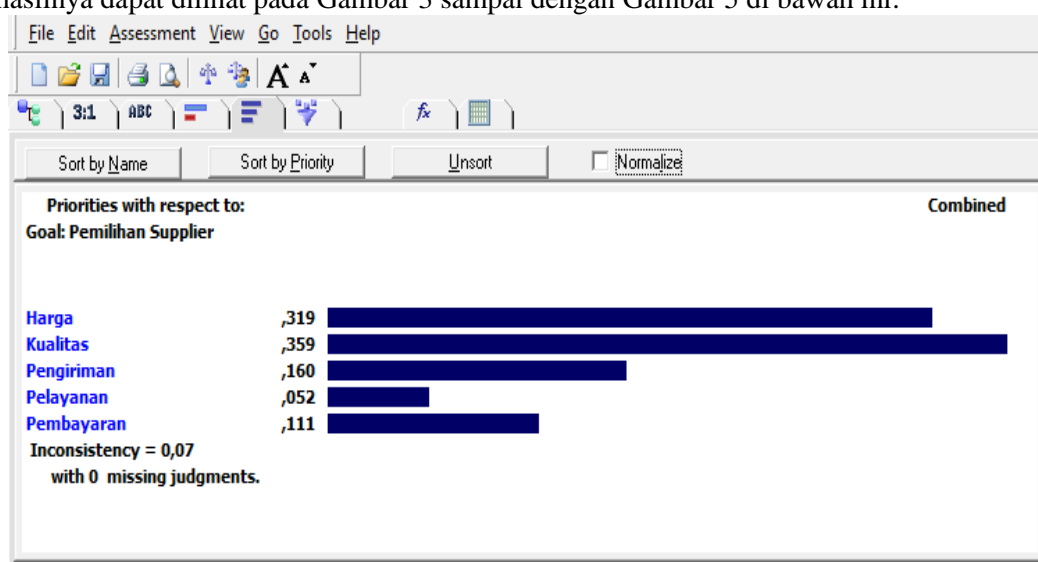 dapat dilihat pada Gambar 3 sampai dengan Gambar 5 di bawah ini.
File Edit Assessment View Go Tools Help
A A
3:1 ABC fx
Sort by Name Sort by Priority Unsort Normalize
Priorities with respect to: Combined
Goal: Pemilihan Supplier
Harga ,319
Kualitas ,359
Pengiriman ,160
Pelayanan ,052
Pembayaran ,111
Inconsistency = 0,07
with 0 missing judgments.